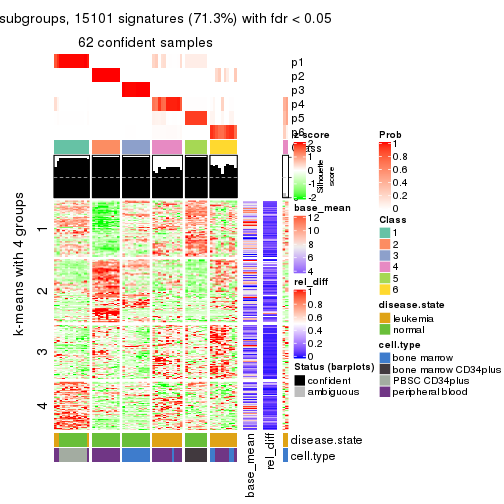 subgroups, 15101 signatures (71.3%) with fdr < 0.05
62 confident samples
p1
p2
p3
p4
p5
p6
z-score
Class
2
1
0
-1
-2
Silhouette
score
Prob
1
0.8
0.6
0.4
0.2
0
k-means with 4 groups
1
2
3
4
base_mean
12
10
8
6
4
rel_diff
1
0.8
0.6
0.4
0.2
0
Class
1
2
3
4
5
6
disease.state
leukemia
normal
Status (barplots)
confident
ambiguous
cell.type
bone marrow
bone marrow CD34plus
PBSC CD34plus
peripheral blood
disease.state
cell.type
base_mean
rel_diff